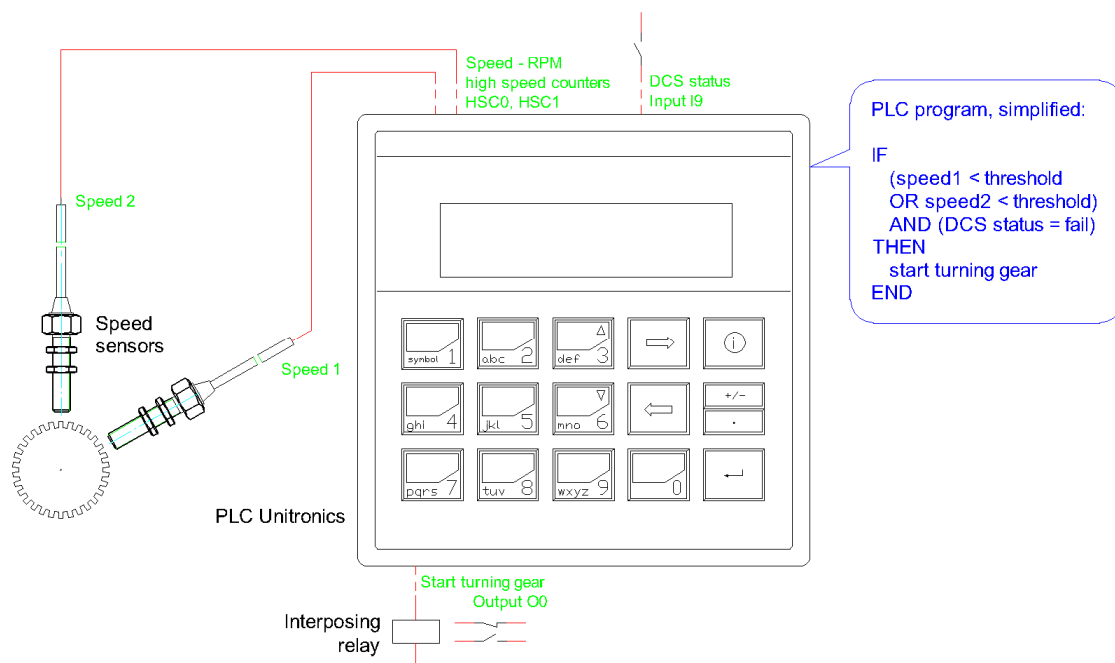 Speed - RPM
high speed counters
HSC0, HSC1
DCS status
Input I9
PLC program, simplified:
IF
(speed1 < threshold
OR speed2 < threshold)
AND (DCS status = fail)
THEN
start turning gear
END
Speed 2
Speed
sensors
Speed 1
symbol 1
abc 2
def 3
i
ghi 4
jkl 5
mno 6
+/-
.
pqrs 7
tuv 8
wxyz 9
0
PLC Unitronics
Start turning gear
Output O0
Interposing
relay